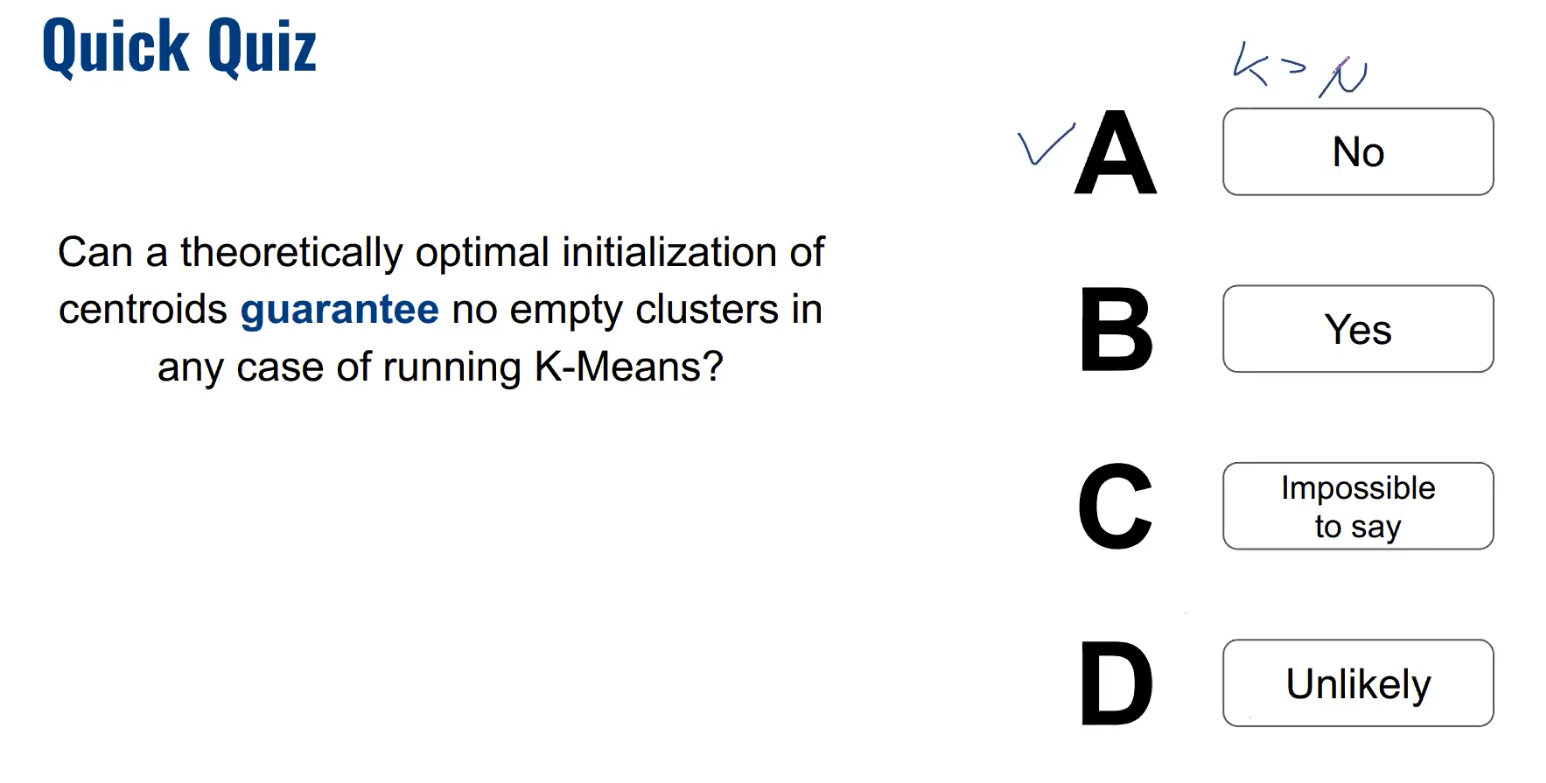 Quick Quiz
K > N
A
No
Can a theoretically optimal initialization of
centroids guarantee no empty clusters in
any case of running K-Means?
B
Yes
C
Impossible
to say
D
Unlikely